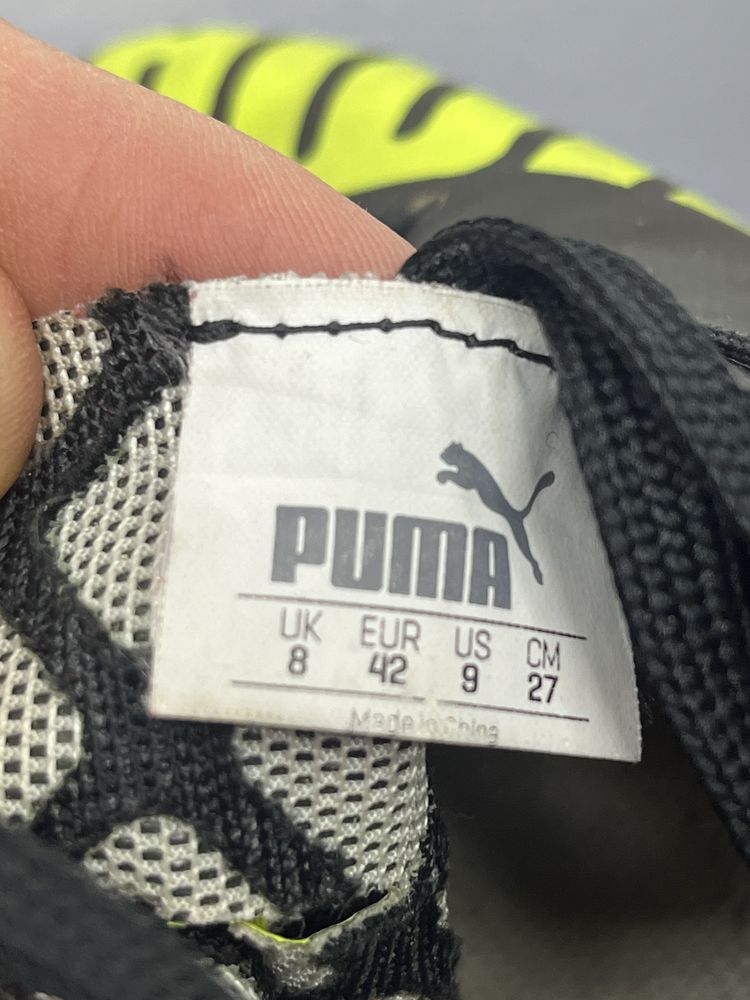 PUMA
UK EUR US CM
8 42 9 27
Made in China